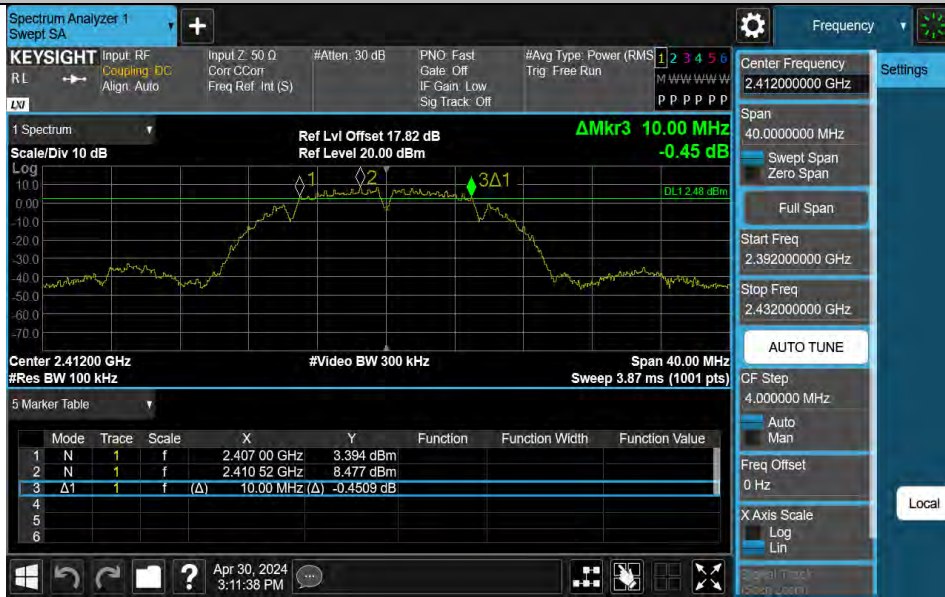 Spectrum Analyzer 1
Swept SA
Frequency
KEYSIGHT
RL
LXI
Input: RF
Coupling: DC
Align: Auto
Input Z: 50 Ω
Corr CCorr
Freq Ref: Int (S)
#Atten: 30 dB
PNO: Fast
Gate: Off
IF Gain: Low
Sig Track: Off
#Avg Type: Power (RMS
Trig: Free Run
1 2 3 4 5 6
M W W W W W
P P P P P P
1 Spectrum
Scale/Div 10 dB
Ref Lvl Offset 17.82 dB
Ref Level 20.00 dBm
ΔMkr3 10.00 MHz
-0.45 dB
Log
1
2
3Δ1
DL1 2.48 dBm
10.0
0.00
-10.0
-20.0
-30.0
-40.0
-50.0
-60.0
-70.0
Center 2.41200 GHz
#Video BW 300 kHz
Span 40.00 MHz
#Res BW 100 kHz
Sweep 3.87 ms (1001 pts)
5 Marker Table
Mode Trace Scale X Y Function Function Width Function Value
1 N 1 f 2.407 00 GHz 3.394 dBm
2 N 1 f 2.410 52 GHz 8.477 dBm
3 Δ1 1 f (Δ) 10.00 MHz (Δ) -0.4509 dB
4
5
6
Apr 30, 2024
3:11:38 PM
Center Frequency
2.412000000 GHz
Span
40.0000000 MHz
Swept Span
Zero Span
Full Span
Start Freq
2.392000000 GHz
Stop Freq
2.432000000 GHz
AUTO TUNE
CF Step
4.000000 MHz
Auto
Man
Freq Offset
0 Hz
X Axis Scale
Log
Lin
Signal Track
(Span Zoom)
Settings
Local